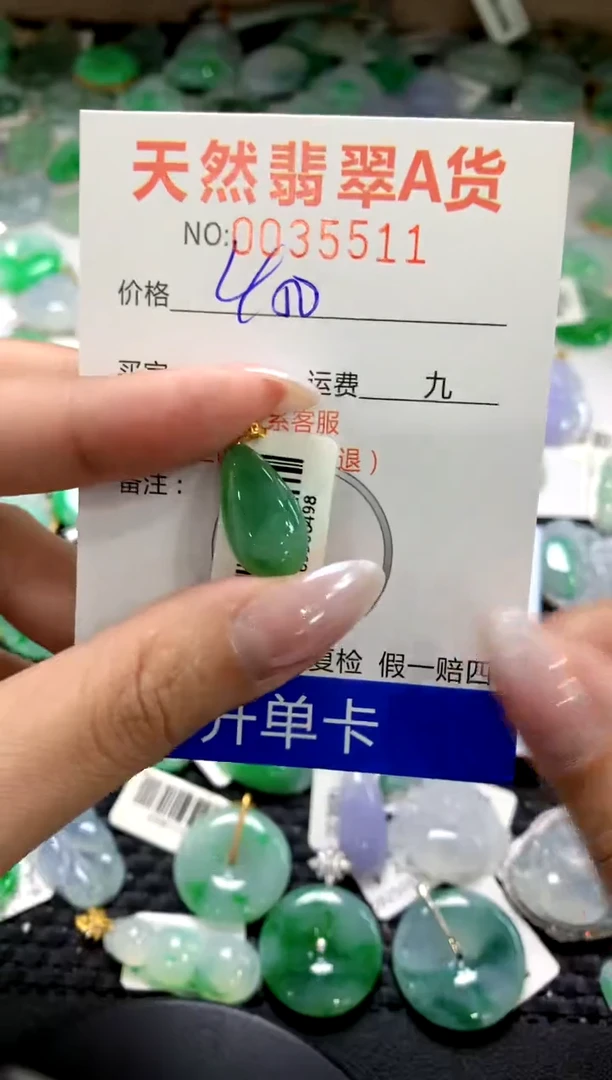 天然翡翠A货
NO:0035511
价格 400
运费 九
系客服
退）
备注：
复检 假一赔四
开单卡